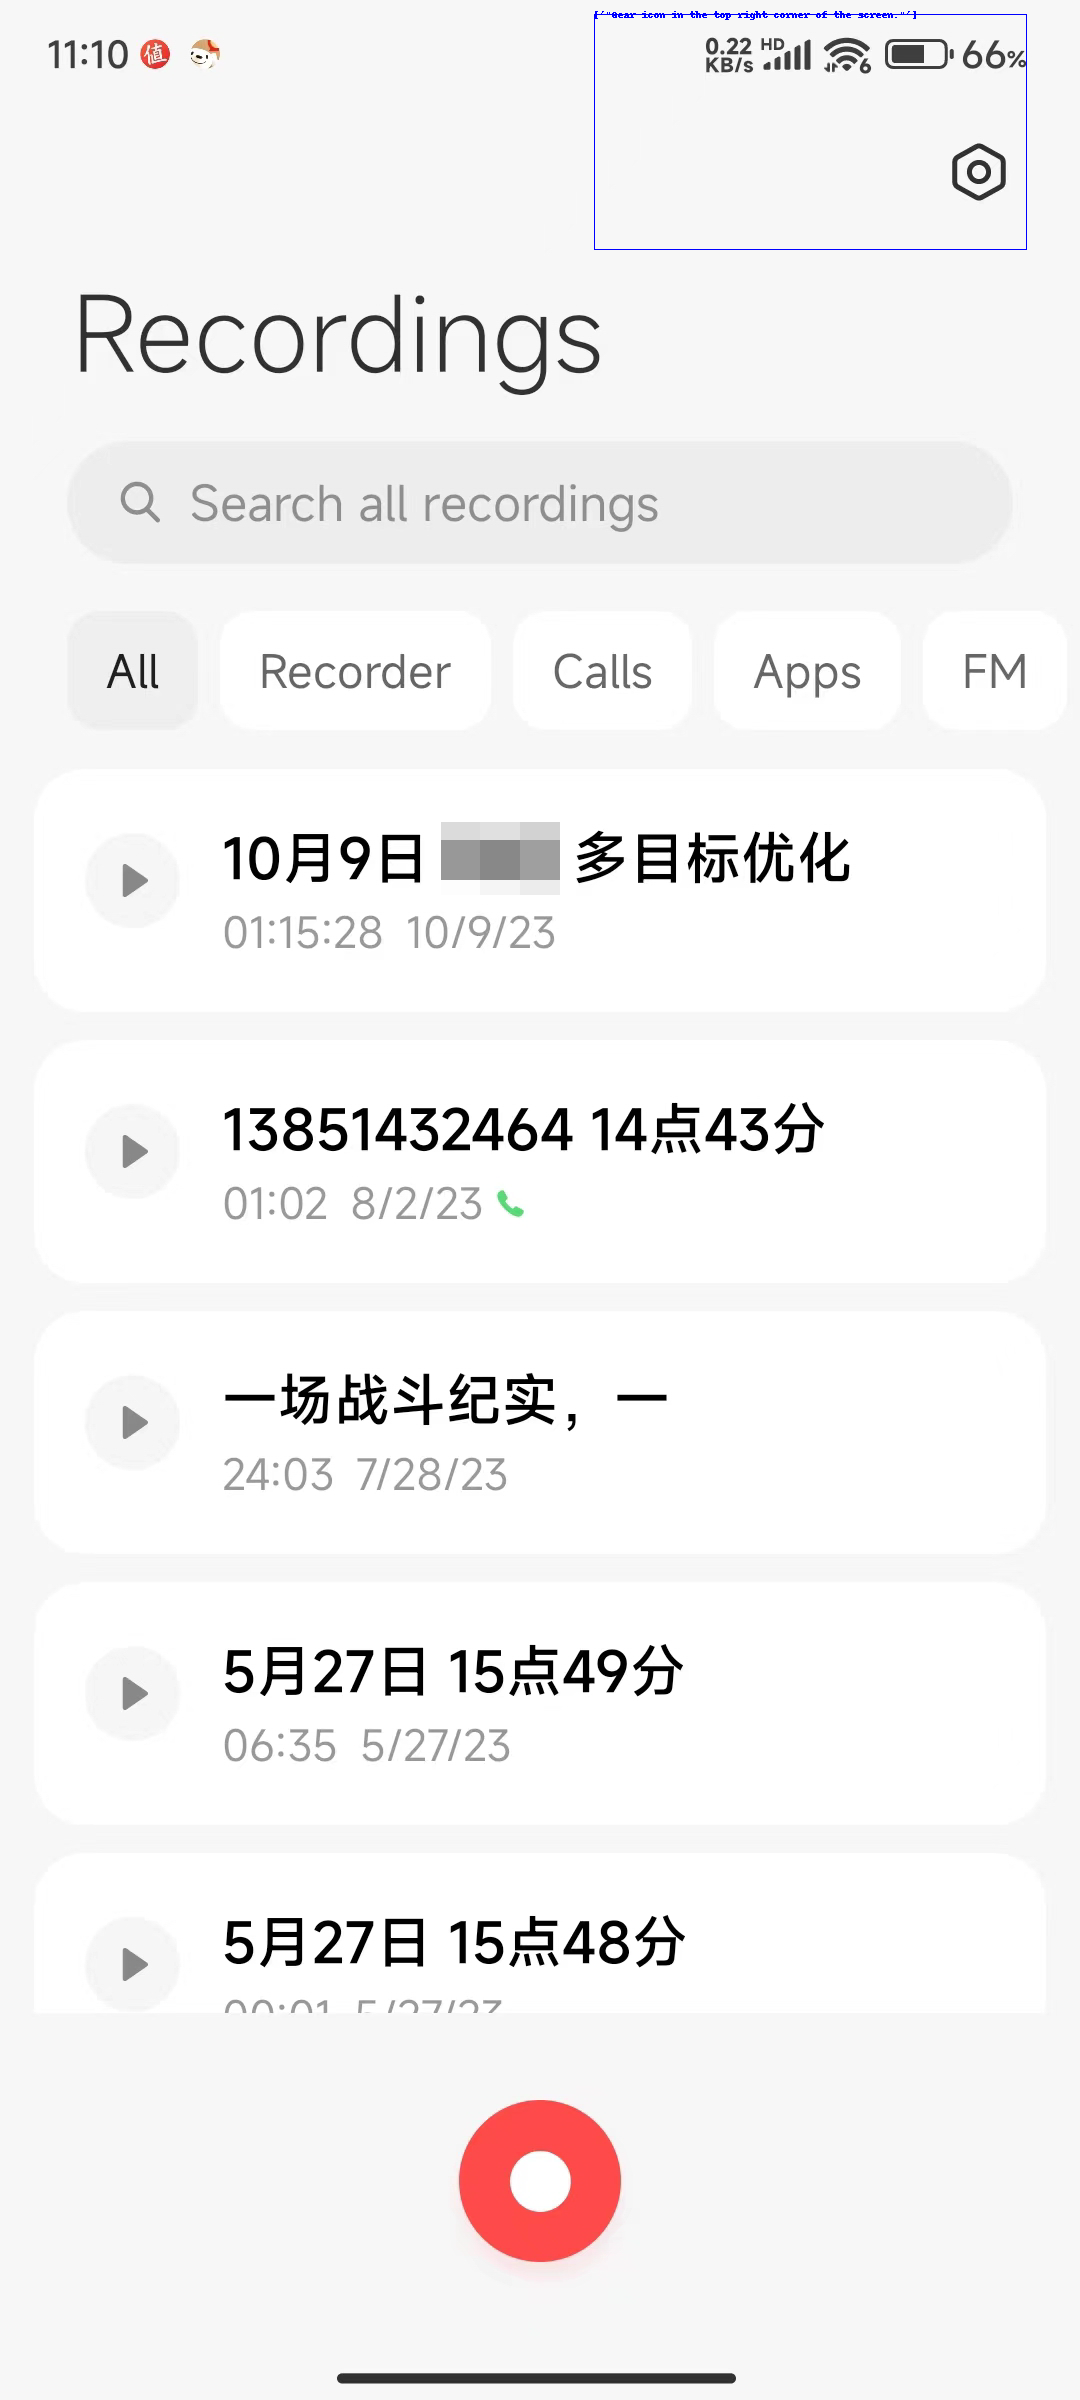 ["Gear icon in the top right corner of the screen."]
11:10 值 0.22 KB/s HD 6 66%
Recordings
Search all recordings
All Recorder Calls Apps FM
10月9日 多目标优化
01:15:28 10/9/23
13851432464 14点43分
01:02 8/2/23
一场战斗纪实，一
24:03 7/28/23
5月27日 15点49分
06:35 5/27/23
5月27日 15点48分
00:01 5/27/23